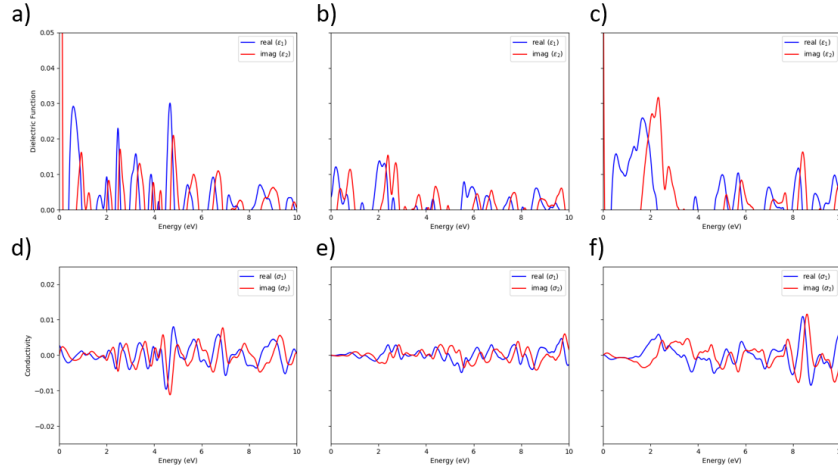 a)
b)
c)
0.05
0.04
0.03
0.02
0.01
0.00
Dielectric Function
0 2 4 6 8 10
Energy (eV)
real (ε₁)
imag (ε₂)
0 2 4 6 8 10
Energy (eV)
real (ε₁)
imag (ε₂)
0 2 4 6 8
Energy (eV)
real (ε₁)
imag (ε₂)
d)
e)
f)
0.02
0.01
0.00
−0.01
−0.02
Conductivity
0 2 4 6 8 10
Energy (eV)
real (σ₁)
imag (σ₂)
0 2 4 6 8 10
Energy (eV)
real (σ₁)
imag (σ₂)
0 2 4 6 8
Energy (eV)
real (σ₁)
imag (σ₂)